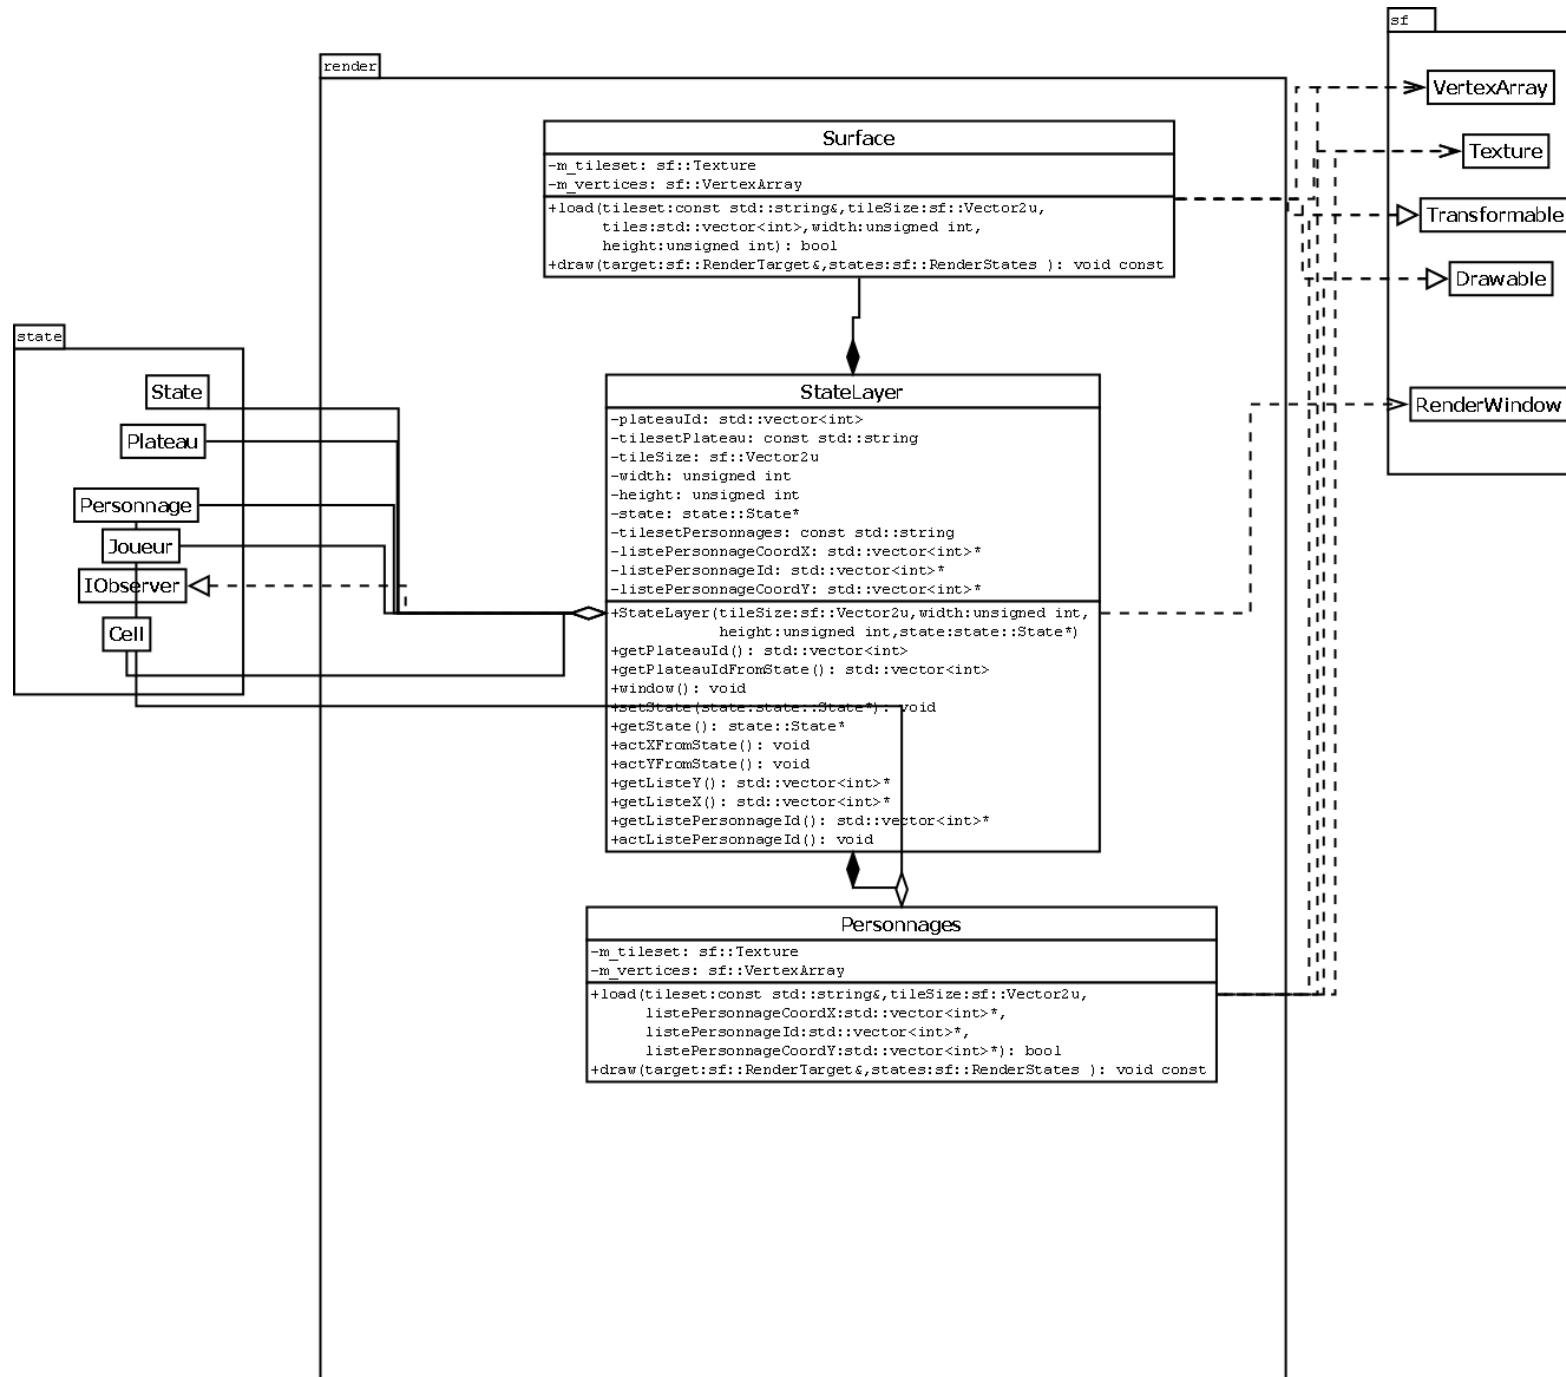 sf
VertexArray
Texture
Transformable
Drawable
RenderWindow
render
Surface
-m_tileset: sf::Texture
-m_vertices: sf::VertexArray
+load(tileset:const std::string&,tileSize:sf::Vector2u,
tiles:std::vector<int>,width:unsigned int,
height:unsigned int): bool
+draw(target:sf::RenderTarget&,states:sf::RenderStates ): void const
state
State
Plateau
Personnage
Joueur
IObserver
Cell
StateLayer
-plateauId: std::vector<int>
-tilesetPlateau: const std::string
-tileSize: sf::Vector2u
-width: unsigned int
-height: unsigned int
-state: state::State*
-tilesetPersonnages: const std::string
-listePersonnageCoordX: std::vector<int>*
-listePersonnageId: std::vector<int>*
-listePersonnageCoordY: std::vector<int>*
+StateLayer(tileSize:sf::Vector2u,width:unsigned int,
height:unsigned int,state:state::State*)
+getPlateauId(): std::vector<int>
+getPlateauIdFromState(): std::vector<int>
+window(): void
+setState(state:state::State*): void
+getState(): state::State*
+actXFromState(): void
+actYFromState(): void
+getListeY(): std::vector<int>*
+getListeX(): std::vector<int>*
+getListePersonnageId(): std::vector<int>*
+actListePersonnageId(): void
Personnages
-m_tileset: sf::Texture
-m_vertices: sf::VertexArray
+load(tileset:const std::string&,tileSize:sf::Vector2u,
listePersonnageCoordX:std::vector<int>*,
listePersonnageId:std::vector<int>*,
listePersonnageCoordY:std::vector<int>*): bool
+draw(target:sf::RenderTarget&,states:sf::RenderStates ): void const